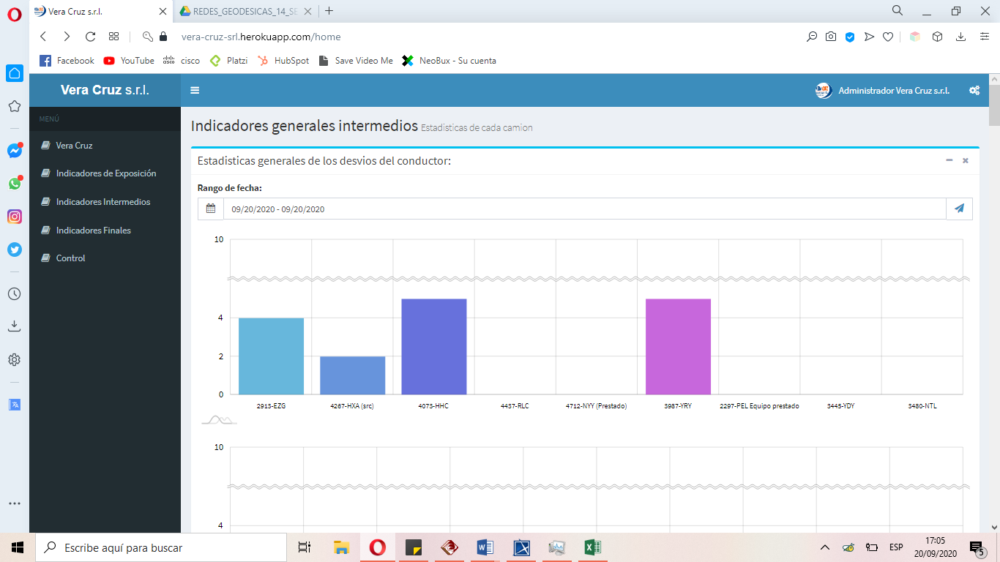 Vera Cruz s.r.l.
REDES_GEODESICAS_14_SE
vera-cruz-srl.herokuapp.com/home
Facebook YouTube cisco Platzi HubSpot Save Video Me NeoBux - Su cuenta
Vera Cruz s.r.l.
Administrador Vera Cruz s.r.l.
MENÚ
Vera Cruz
Indicadores de Exposición
Indicadores Intermedios
Indicadores Finales
Control
Indicadores generales intermedios Estadisticas de cada camion
Estadisticas generales de los desvios del conductor:
Rango de fecha:
09/20/2020 - 09/20/2020
10
4
2
0
2913-EZG 4267-HXA (src) 4073-HHC 4437-RLC 4712-NYY (Prestado) 3987-YRY 2297-PEL Equipo prestado 3445-YDY 3480-NTL
10
4
Escribe aquí para buscar
ESP
17:05
20/09/2020
5